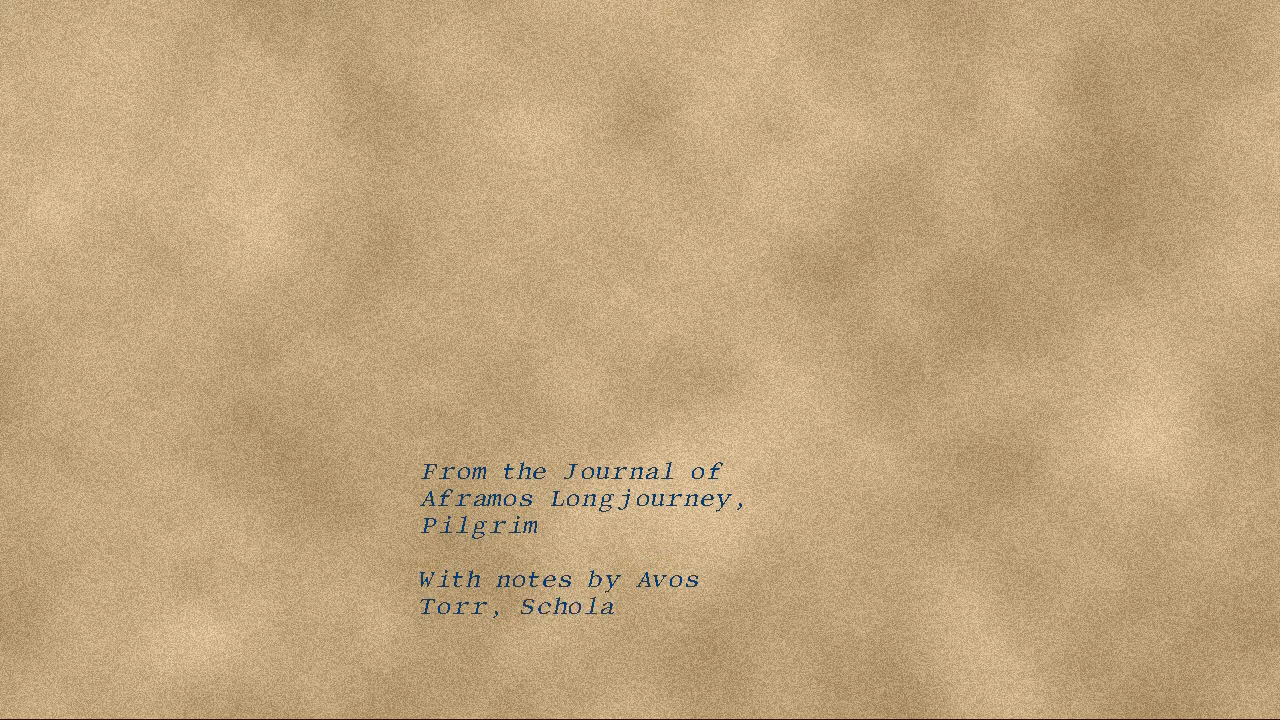 From the Journal of
Aframos Longjourney,
Pilgrim
With notes by Avos
Torr, Schola